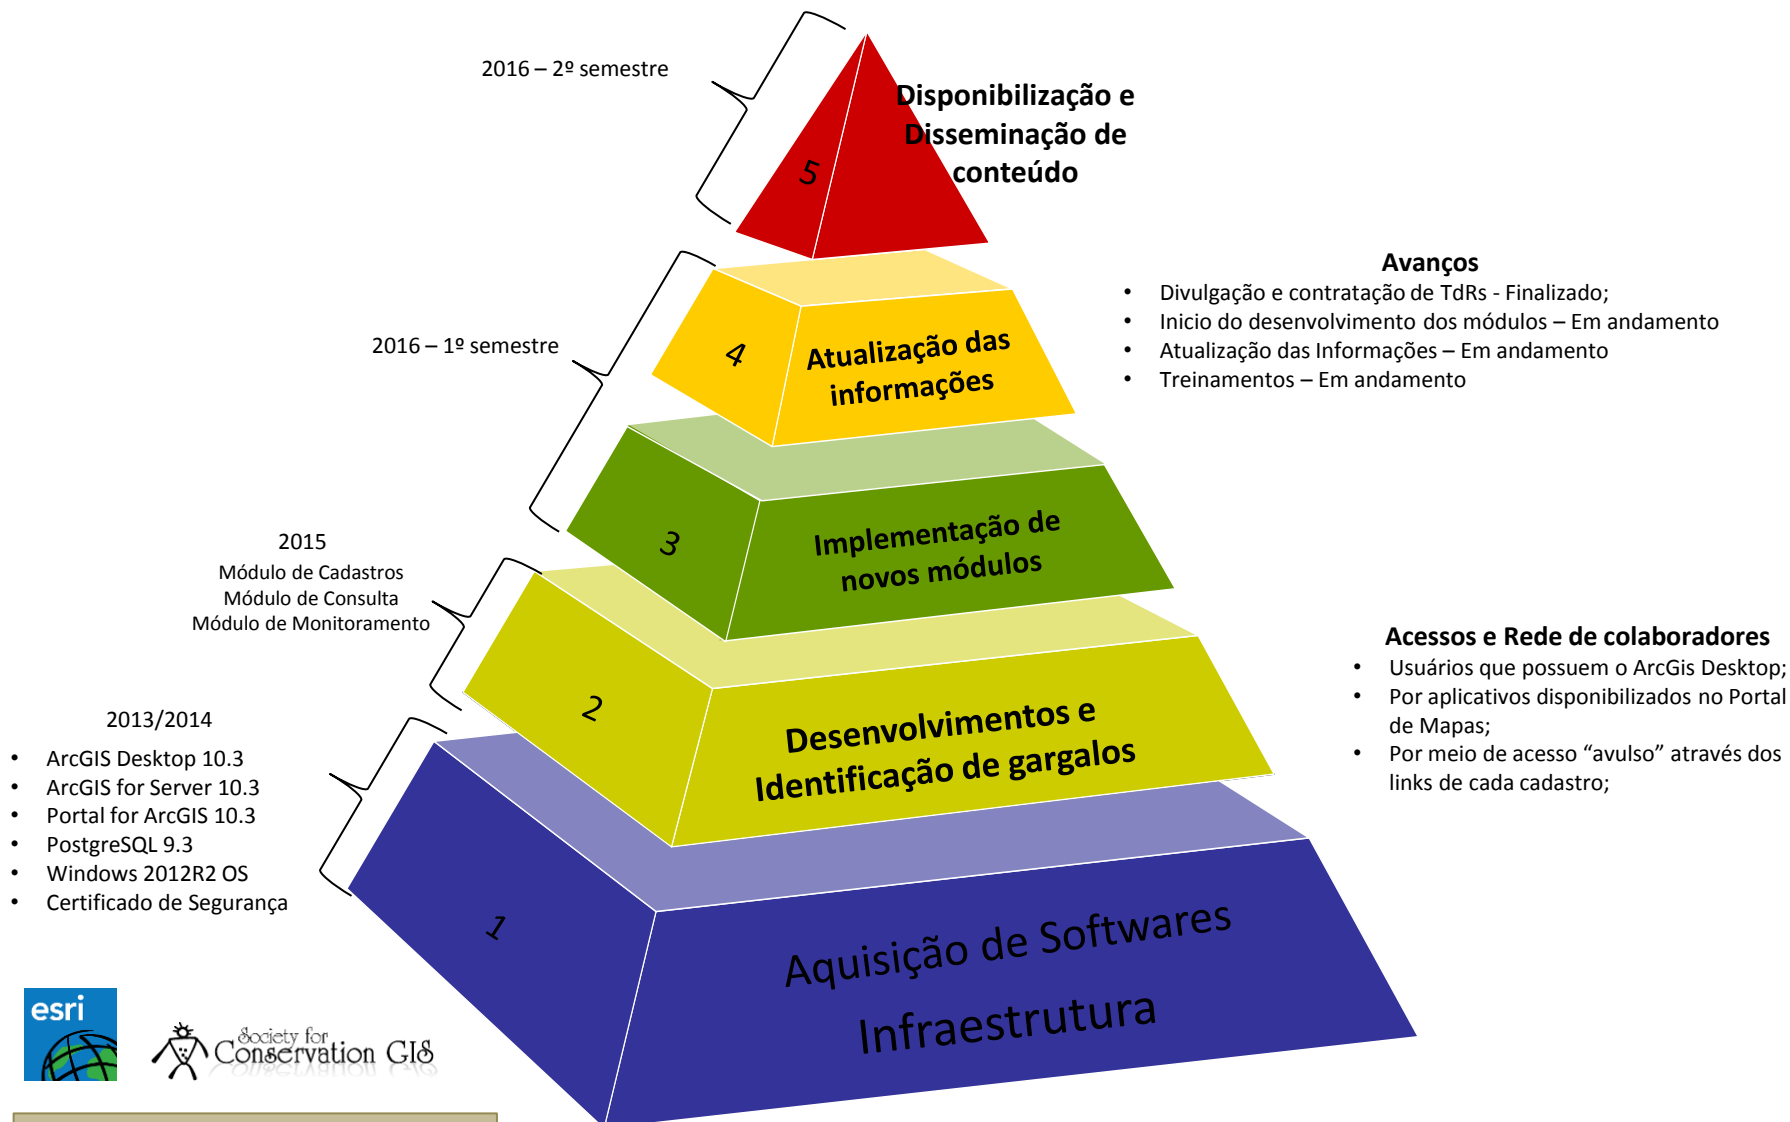 2016 – 2º semestre
Disponibilização e
Disseminação de
conteúdo
5
Avanços
• Divulgação e contratação de TdRs - Finalizado;
• Inicio do desenvolvimento dos módulos – Em andamento
• Atualização das Informações – Em andamento
• Treinamentos – Em andamento
2016 – 1º semestre
4
Atualização das
informações
3
Implementação de
novos módulos
2015
Módulo de Cadastros
Módulo de Consulta
Módulo de Monitoramento
2
Desenvolvimentos e
Identificação de gargalos
Acessos e Rede de colaboradores
• Usuários que possuem o ArcGis Desktop;
• Por aplicativos disponibilizados no Portal
de Mapas;
• Por meio de acesso “avulso” através dos
links de cada cadastro;
2013/2014
• ArcGIS Desktop 10.3
• ArcGIS for Server 10.3
• Portal for ArcGIS 10.3
• PostgreSQL 9.3
• Windows 2012R2 OS
• Certificado de Segurança
1
Aquisição de Softwares
Infraestrutura
esri
Society for
Conservation GIS